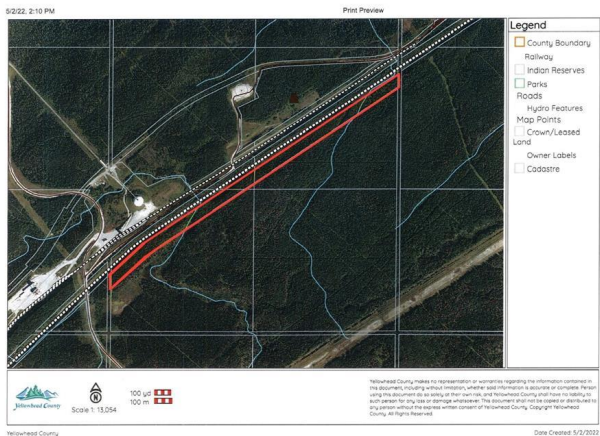 5/2/22, 2:10 PM
Print Preview
Legend
County Boundary
Railway
Indian Reserves
Parks
Roads
Hydro Features
Map Points
Crown/Leased
Land
Owner Labels
Cadastre
Yellowhead County
N
Scale 1: 13,054
100 yd
100 m
Yellowhead County makes no representation or warranties regarding the information contained in
this document, including without limitation, whether said information is accurate or complete. Person
using this document do so solely at their own risk, and Yellowhead County shall have no liability to
such person for any loss or damage whatsoever. This document shall not be copied or distributed to
any person without the express written consent of Yellowhead County. Copyright Yellowhead
County. All Rights Reserved.
Yellowhead County
Date Created: 5/2/2022